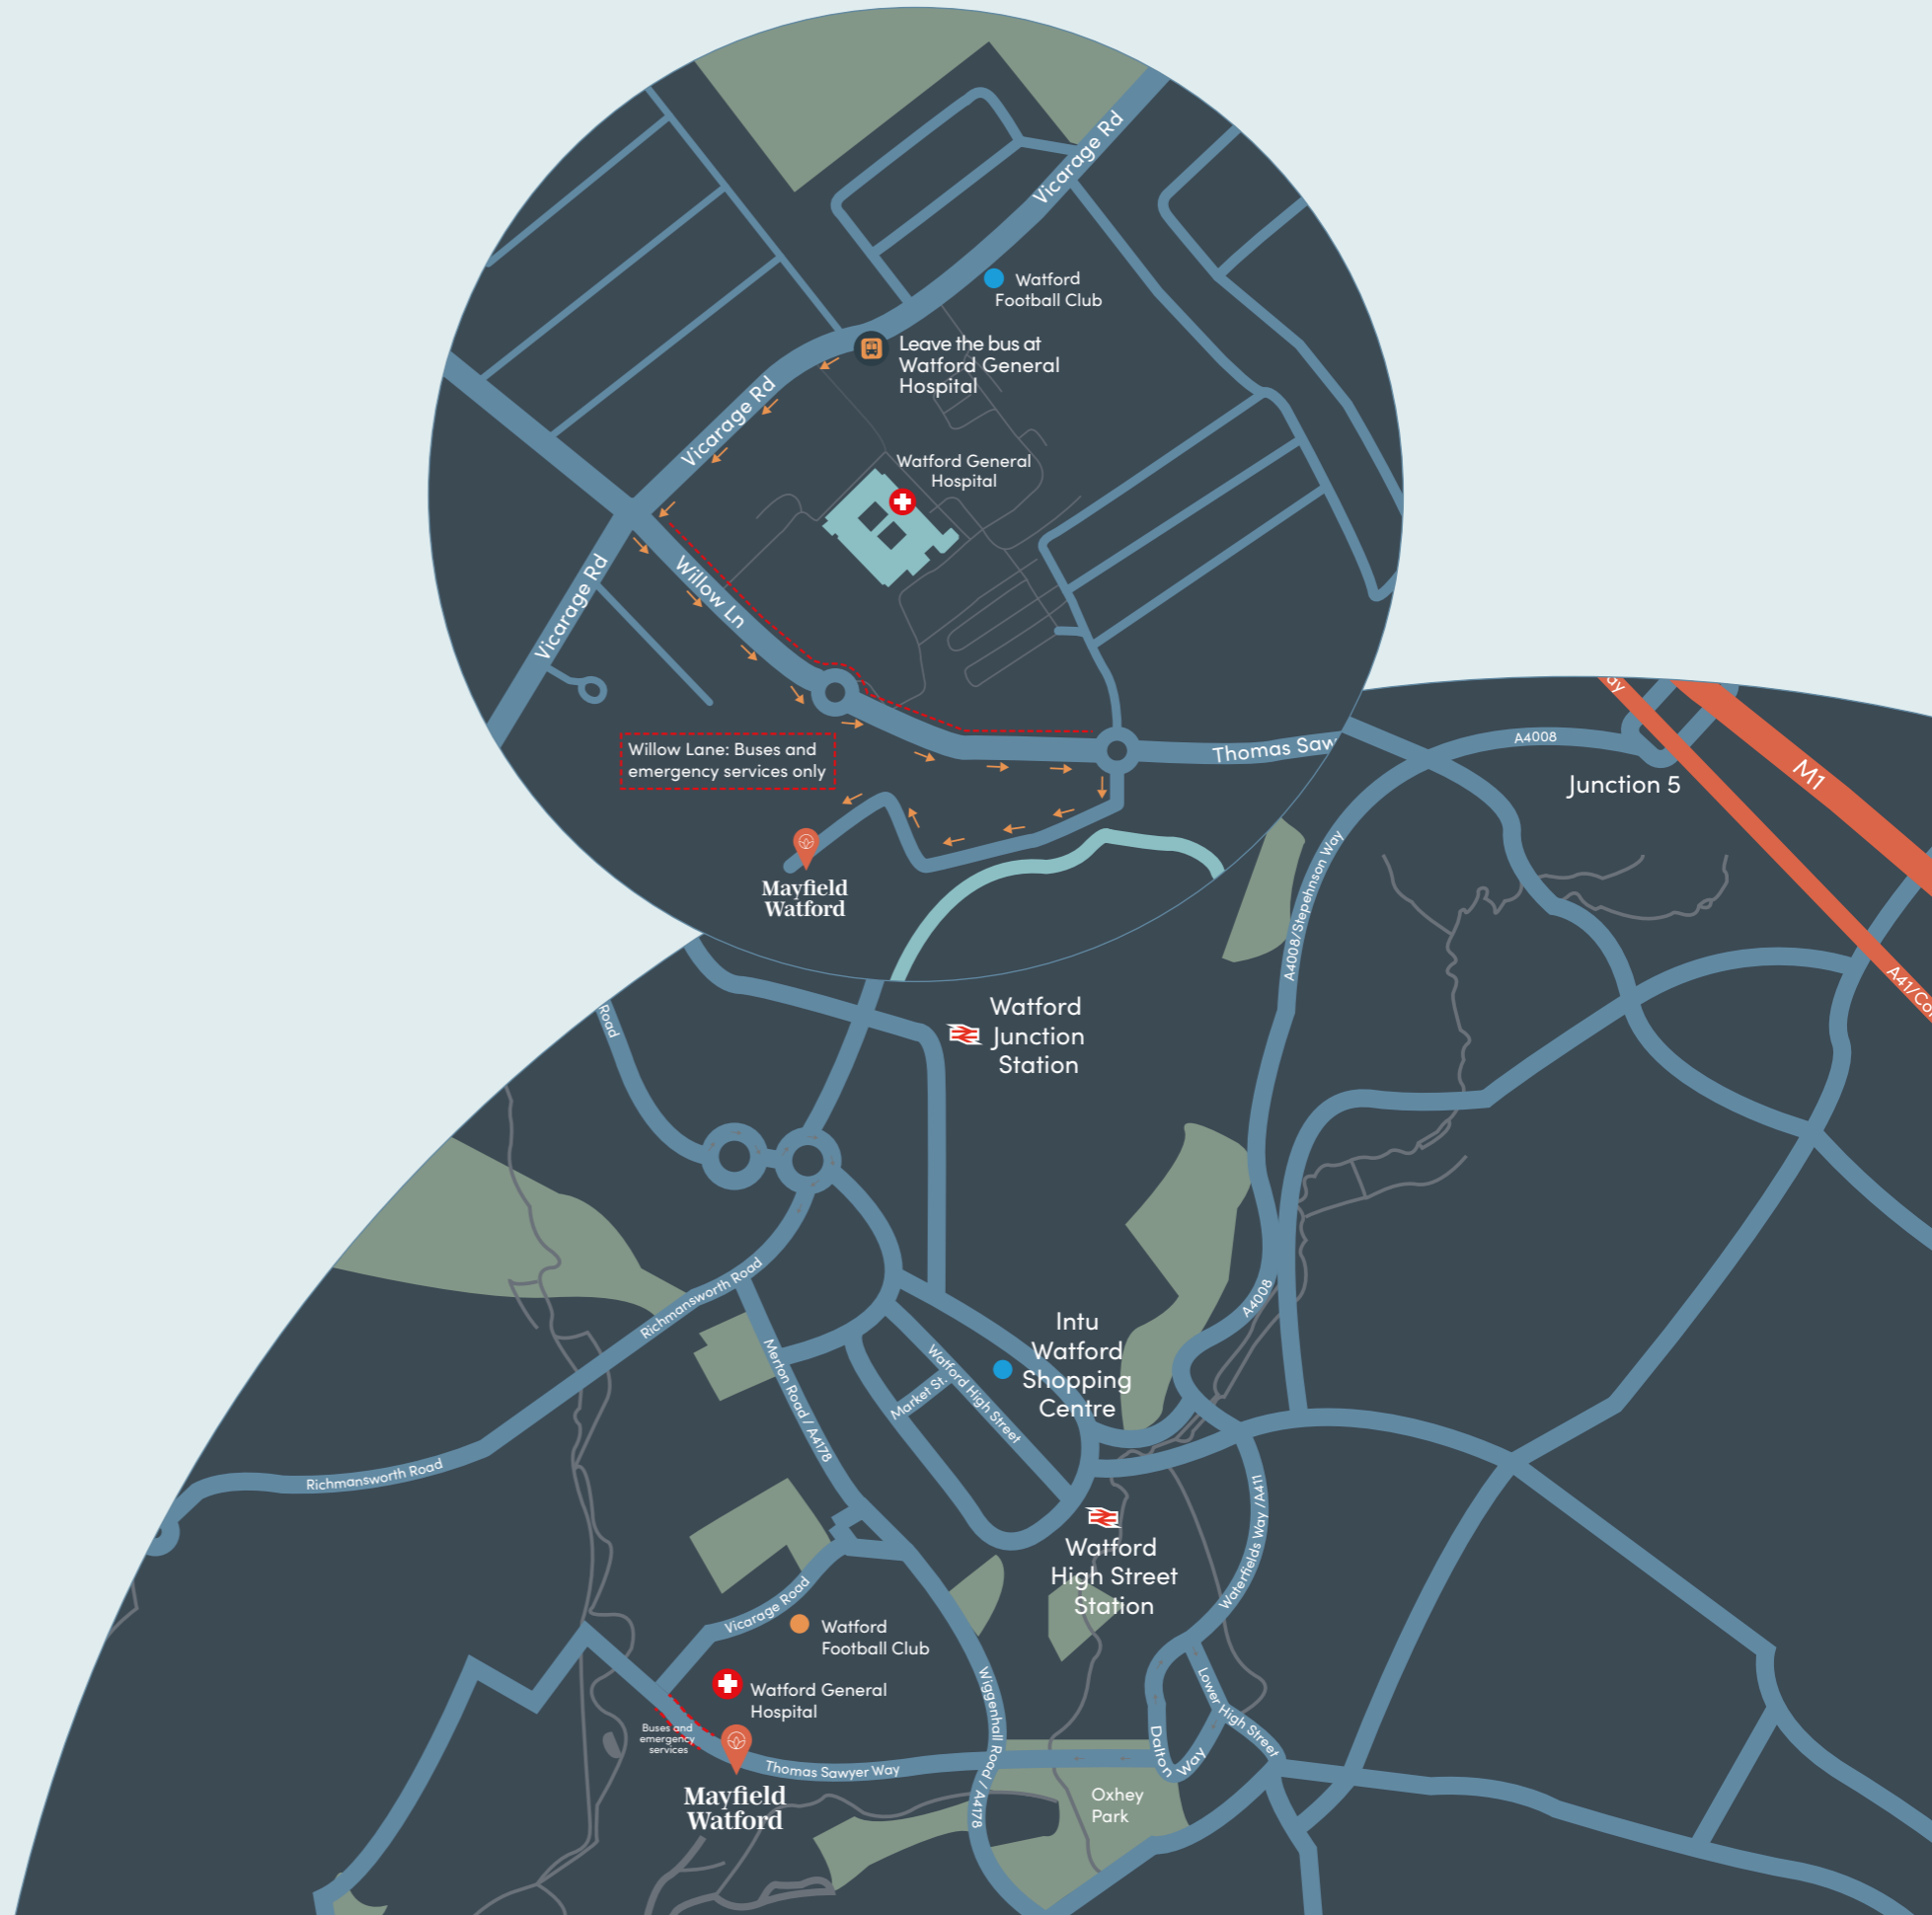 Vicarage Rd
Watford
Football Club
Leave the bus at
Watford General
Hospital
Vicarage Rd
Watford General
Hospital
Vicarage Rd
Willow Ln
Willow Lane: Buses and
emergency services only
Thomas Saw
Mayfield
Watford
A4008
Junction 5
M1
ay
A4008/Stephnson Way
A41/Co
Road
Watford
Junction
Station
Richmansworth Road
A4008
Intu
Watford
Shopping
Centre
Merton Road / A4178
Watford High Street
Market St.
Richmansworth Road
Watford
High Street
Station
Waterfields Way /A411
Vicarage Road
Watford
Football Club
Watford General
Hospital
Buses and
emergency
services
Thomas Sawyer Way
Mayfield
Watford
Wiggenhall Road / A4178
Lower High Street
Dalton
Way
Oxhey
Park